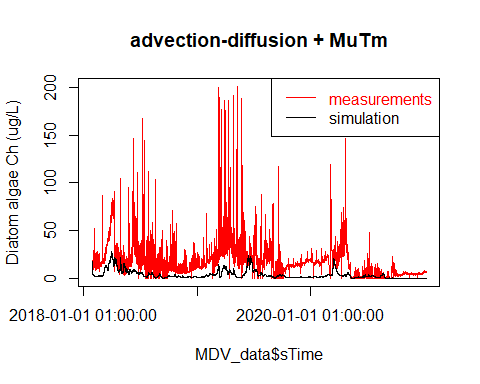 advection-diffusion + MuTm
Diatom algae Ch (ug/L)
200
150
100
50
0
measurements
simulation
2018-01-01 01:00:00
2020-01-01 01:00:00
MDV_data$sTime